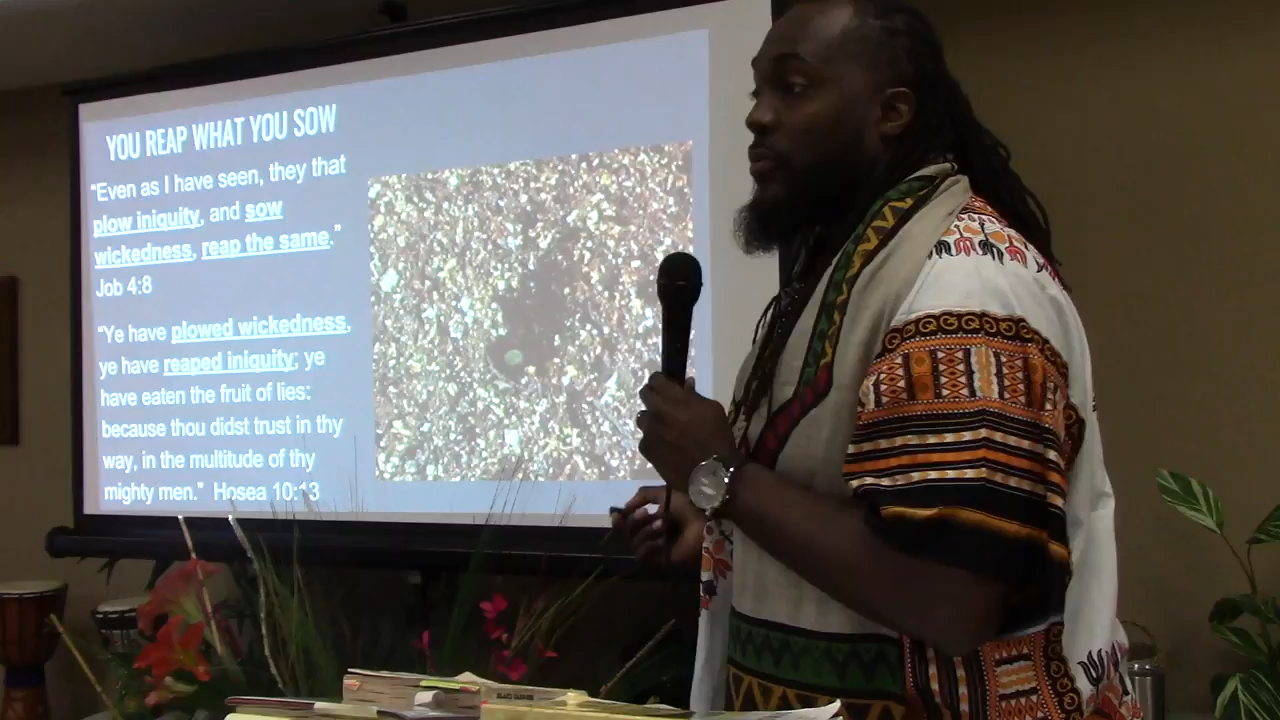 YOU REAP WHAT YOU SOW
“Even as I have seen, they that
plow iniquity, and sow
wickedness, reap the same.”
Job 4:8
“Ye have plowed wickedness,
ye have reaped iniquity; ye
have eaten the fruit of lies:
because thou didst trust in thy
way, in the multitude of thy
mighty men.” Hosea 10:13